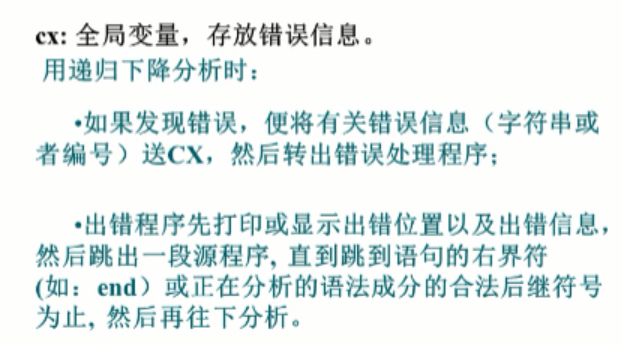 cx: 全局变量，存放错误信息。
用递归下降分析时：
•如果发现错误，便将有关错误信息（字符串或
者编号）送CX，然后转出错误处理程序；
•出错程序先打印或显示出错位置以及出错信息，
然后跳出一段源程序, 直到跳到语句的右界符
(如：end）或正在分析的语法成分的合法后继符号
为止, 然后再往下分析。